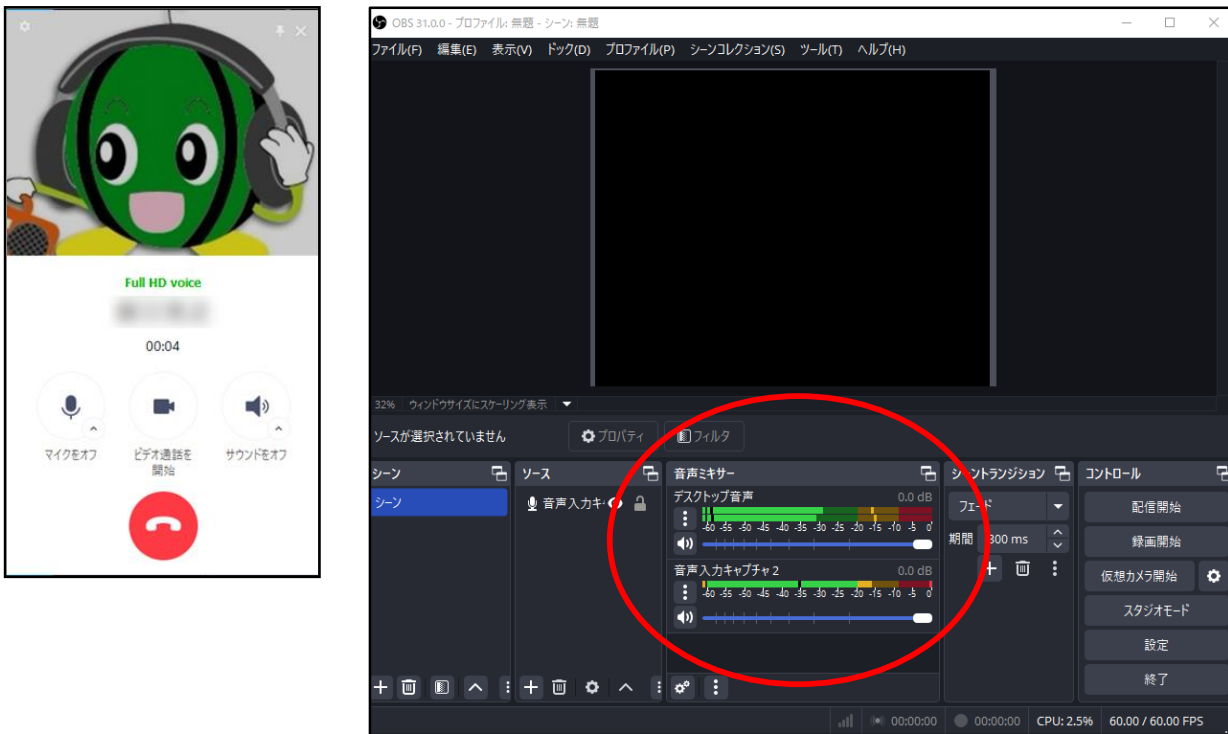 Full HD voice
00:04
マイクをオフ
ビデオ通話を
開始
サウンドをオフ
OBS 31.0.0 - プロファイル: 無題 - シーン: 無題
ファイル(F) 編集(E) 表示(V) ドック(D) プロファイル(P) シーンコレクション(S) ツール(T) ヘルプ(H)
32% ウィンドウサイズにスケーリング表示
ソースが選択されていません プロパティ フィルタ
シーン
シーン
ソース
音声入力キ
音声ミキサー
デスクトップ音声 0.0 dB
-60 -55 -50 -45 -40 -35 -30 -25 -20 -15 -10 -5 0
音声入力キャプチャ 2 0.0 dB
-60 -55 -50 -45 -40 -35 -30 -25 -20 -15 -10 -5 0
シーントランジション
フェード
期間 300 ms
コントロール
配信開始
録画開始
仮想カメラ開始
スタジオモード
設定
終了
00:00:00 00:00:00 CPU: 2.5% 60.00 / 60.00 FPS